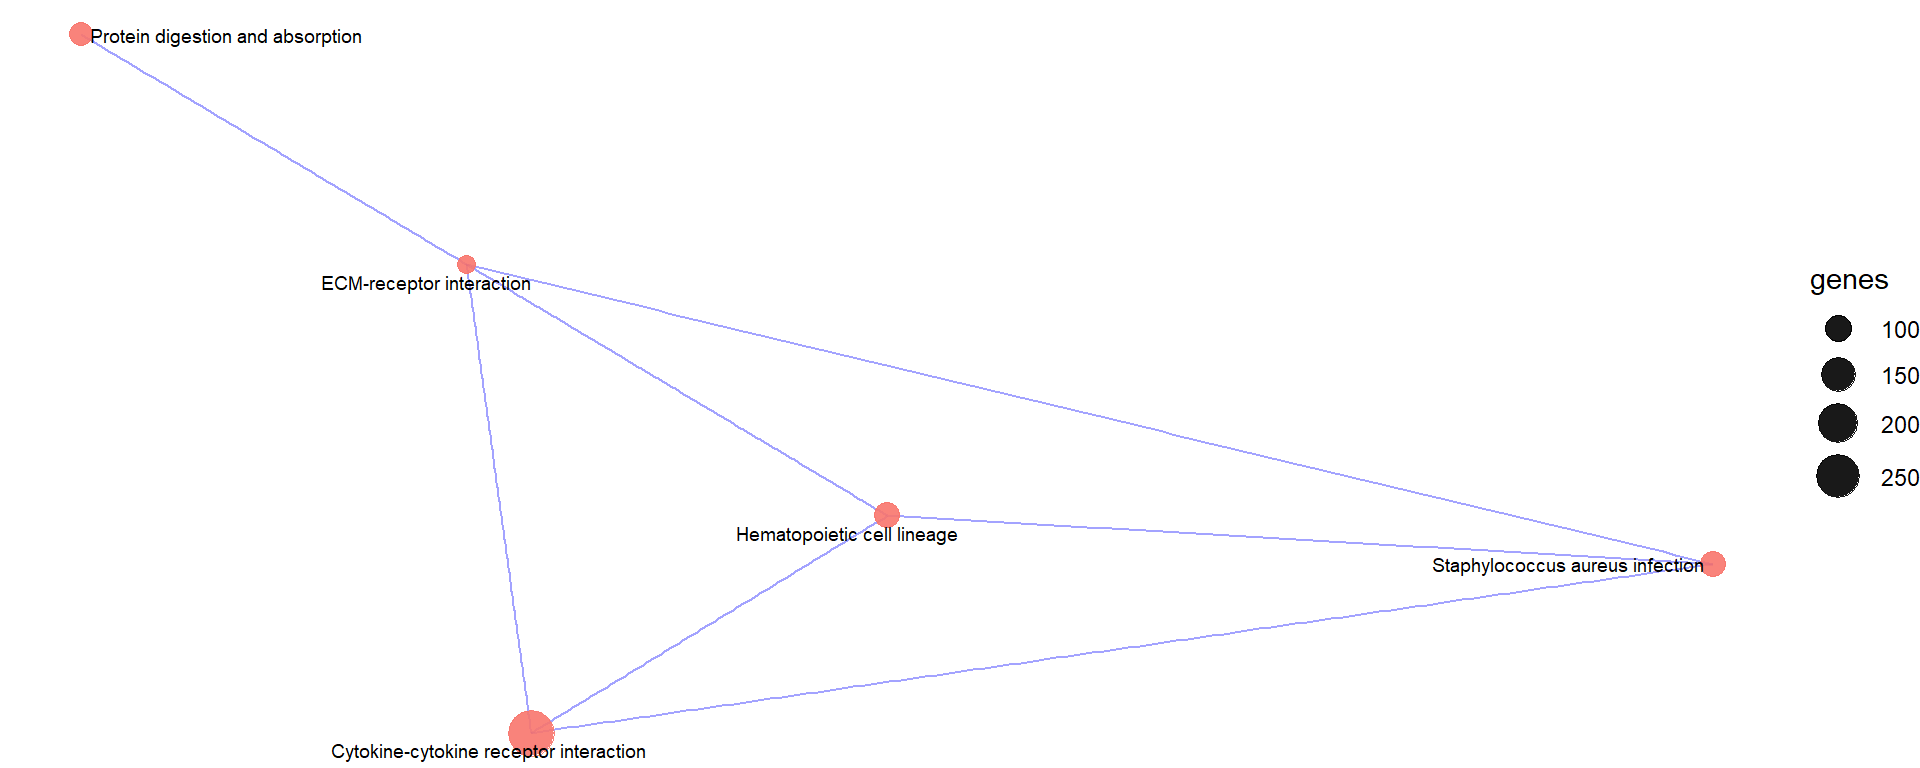 Protein digestion and absorption
ECM-receptor interaction
genes
100
150
200
250
Hematopoietic cell lineage
Staphylococcus aureus infection
Cytokine-cytokine receptor interaction